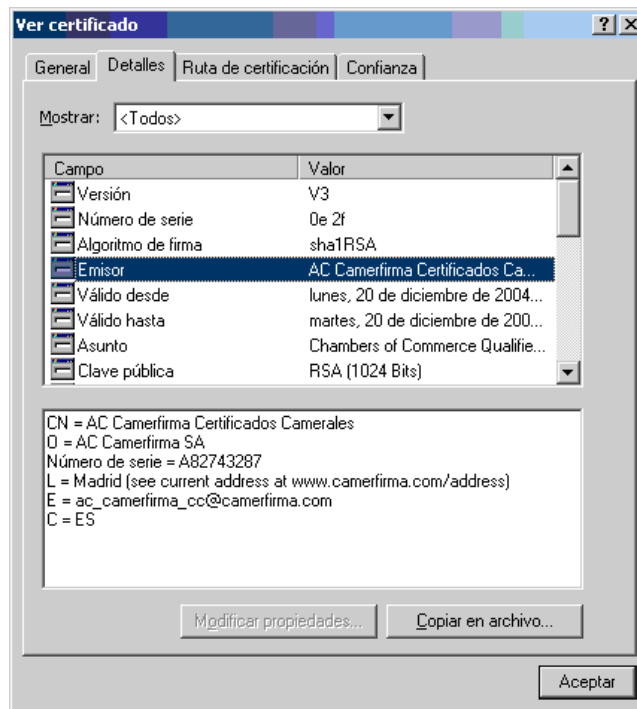 Ver certificado
General Detalles Ruta de certificación Confianza
Mostrar: <Todos>
Campo Valor
Versión V3
Número de serie 0e 2f
Algoritmo de firma sha1RSA
Emisor AC Camerfirma Certificados Ca...
Válido desde lunes, 20 de diciembre de 2004...
Válido hasta martes, 20 de diciembre de 200...
Asunto Chambers of Commerce Qualifie...
Clave pública RSA (1024 Bits)
CN = AC Camerfirma Certificados Camerales
O = AC Camerfirma SA
Número de serie = A82743287
L = Madrid (see current address at www.camerfirma.com/address)
E = ac_camerfirma_cc@camerfirma.com
C = ES
Modificar propiedades... Copiar en archivo...
Aceptar